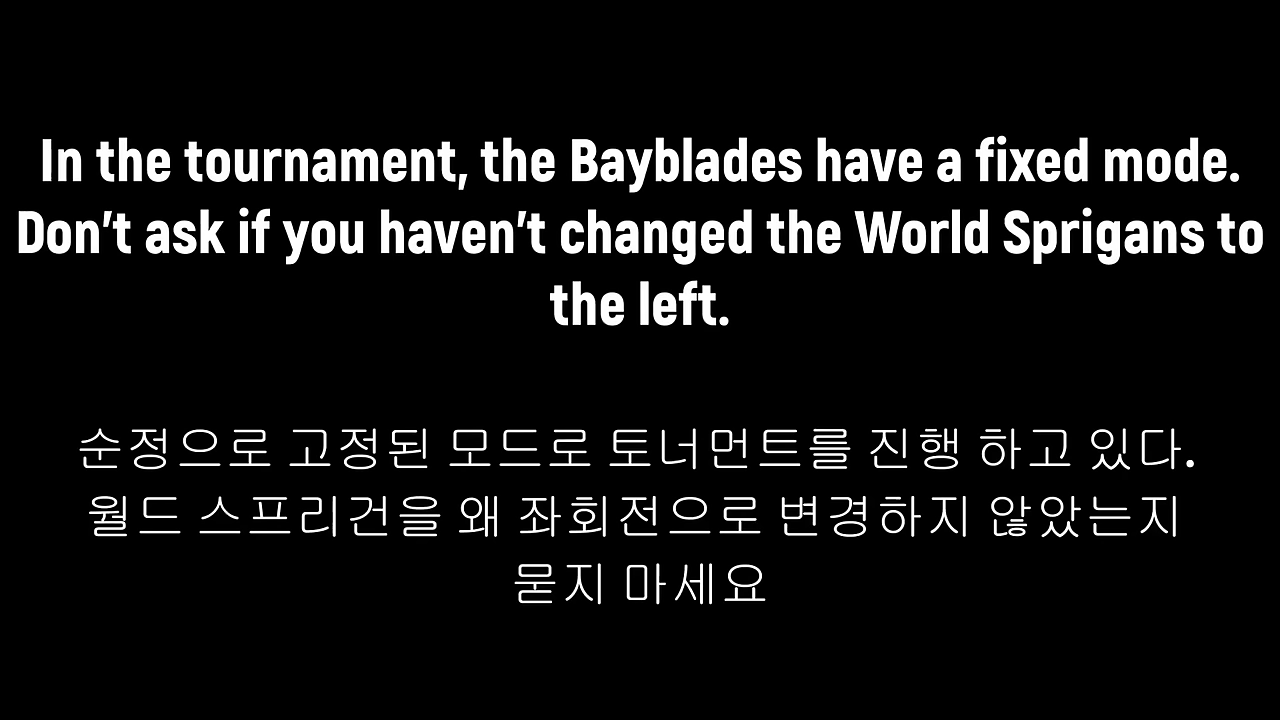 In the tournament, the Bayblades have a fixed mode.
Don't ask if you haven't changed the World Sprigans to
the left.
순정으로 고정된 모드로 토너먼트를 진행 하고 있다.
월드 스프리건을 왜 좌회전으로 변경하지 않았는지
묻지 마세요